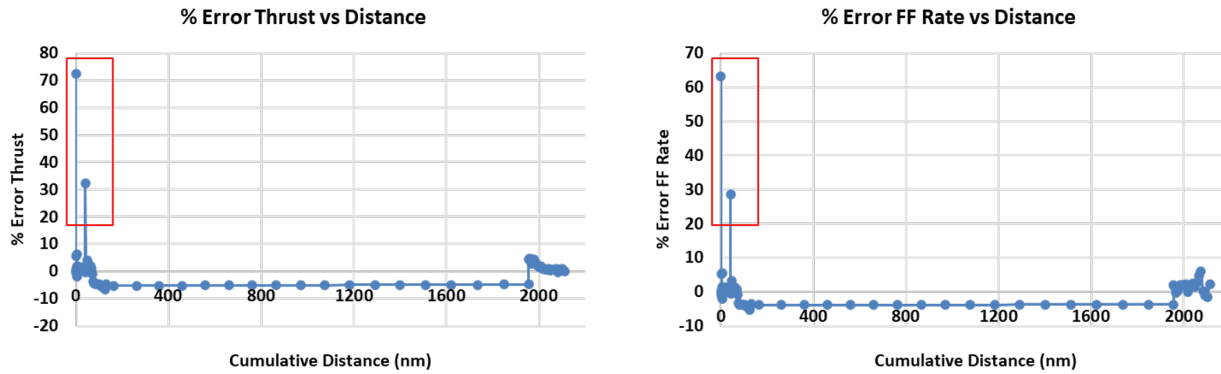 % Error Thrust vs Distance
80
70
60
50
40
30
20
10
0
-10
-20
0 400 800 1200 1600 2000
% Error Thrust
Cumulative Distance (nm)
% Error FF Rate vs Distance
70
60
50
40
30
20
10
0
-10
0 400 800 1200 1600 2000
% Error FF Rate
Cumulative Distance (nm)